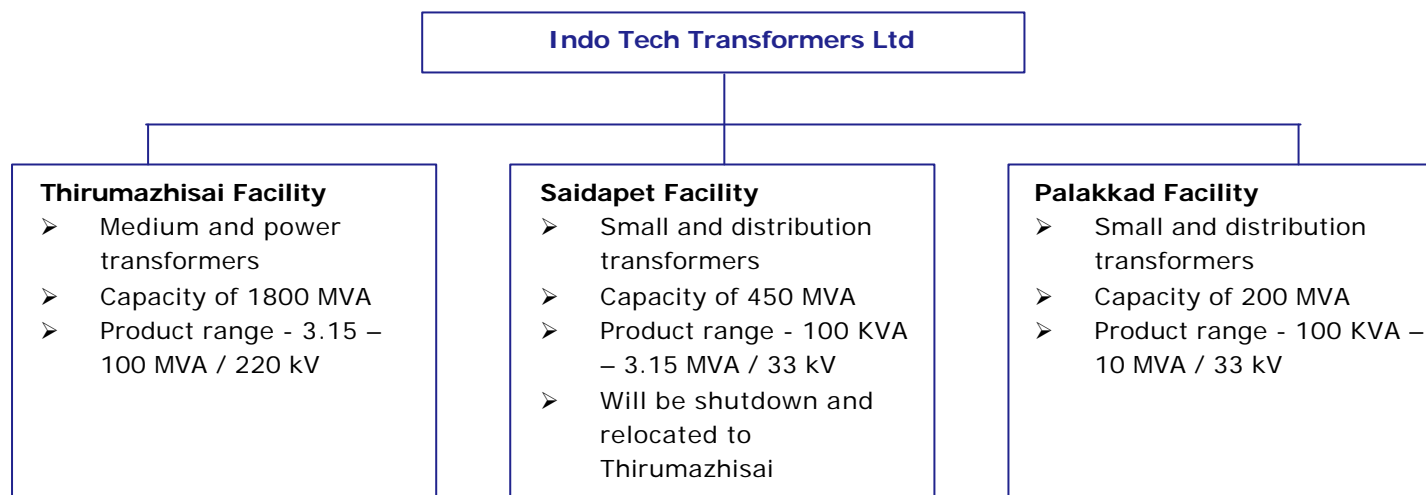 Indo Tech Transformers Ltd
Thirumazhisai Facility
➢ Medium and power
transformers
➢ Capacity of 1800 MVA
➢ Product range - 3.15 –
100 MVA / 220 kV
Saidapet Facility
➢ Small and distribution
transformers
➢ Capacity of 450 MVA
➢ Product range - 100 KVA
– 3.15 MVA / 33 kV
➢ Will be shutdown and
relocated to
Thirumazhisai
Palakkad Facility
➢ Small and distribution
transformers
➢ Capacity of 200 MVA
➢ Product range - 100 KVA –
10 MVA / 33 kV